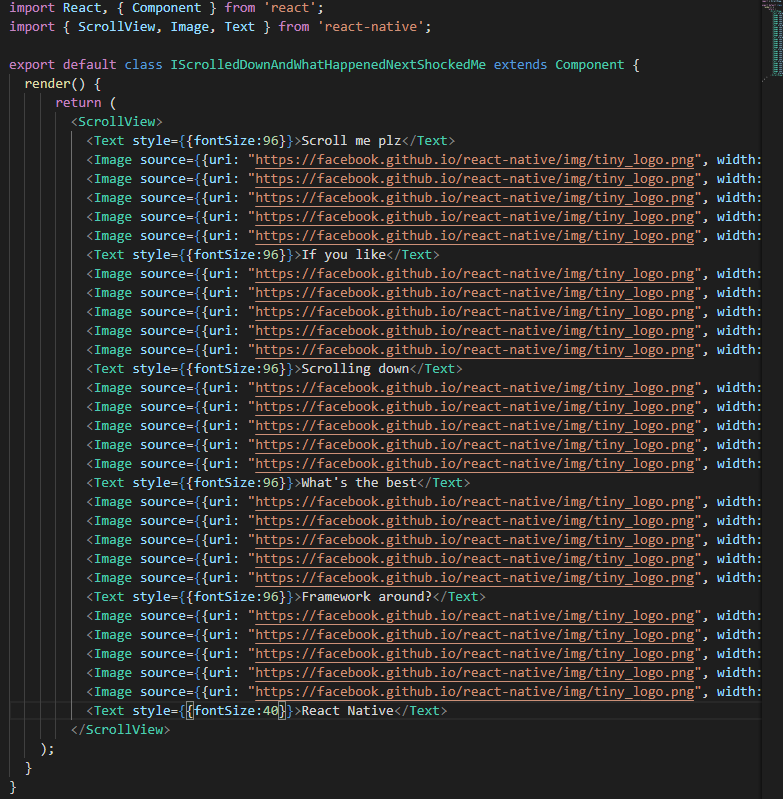 import React, { Component } from 'react';
import { ScrollView, Image, Text } from 'react-native';

export default class IScrolledDownAndWhatHappenedNextShockedMe extends Component {
  render() {
      return (
        <ScrollView>
          <Text style={{fontSize:96}}>Scroll me plz</Text>
          <Image source={{uri: "https://facebook.github.io/react-native/img/tiny_logo.png", width:
          <Image source={{uri: "https://facebook.github.io/react-native/img/tiny_logo.png", width:
          <Image source={{uri: "https://facebook.github.io/react-native/img/tiny_logo.png", width:
          <Image source={{uri: "https://facebook.github.io/react-native/img/tiny_logo.png", width:
          <Image source={{uri: "https://facebook.github.io/react-native/img/tiny_logo.png", width:
          <Text style={{fontSize:96}}>If you like</Text>
          <Image source={{uri: "https://facebook.github.io/react-native/img/tiny_logo.png", width:
          <Image source={{uri: "https://facebook.github.io/react-native/img/tiny_logo.png", width:
          <Image source={{uri: "https://facebook.github.io/react-native/img/tiny_logo.png", width:
          <Image source={{uri: "https://facebook.github.io/react-native/img/tiny_logo.png", width:
          <Image source={{uri: "https://facebook.github.io/react-native/img/tiny_logo.png", width:
          <Text style={{fontSize:96}}>Scrolling down</Text>
          <Image source={{uri: "https://facebook.github.io/react-native/img/tiny_logo.png", width:
          <Image source={{uri: "https://facebook.github.io/react-native/img/tiny_logo.png", width:
          <Image source={{uri: "https://facebook.github.io/react-native/img/tiny_logo.png", width:
          <Image source={{uri: "https://facebook.github.io/react-native/img/tiny_logo.png", width:
          <Image source={{uri: "https://facebook.github.io/react-native/img/tiny_logo.png", width:
          <Text style={{fontSize:96}}>What's the best</Text>
          <Image source={{uri: "https://facebook.github.io/react-native/img/tiny_logo.png", width:
          <Image source={{uri: "https://facebook.github.io/react-native/img/tiny_logo.png", width:
          <Image source={{uri: "https://facebook.github.io/react-native/img/tiny_logo.png", width:
          <Image source={{uri: "https://facebook.github.io/react-native/img/tiny_logo.png", width:
          <Image source={{uri: "https://facebook.github.io/react-native/img/tiny_logo.png", width:
          <Text style={{fontSize:96}}>Framework around?</Text>
          <Image source={{uri: "https://facebook.github.io/react-native/img/tiny_logo.png", width:
          <Image source={{uri: "https://facebook.github.io/react-native/img/tiny_logo.png", width:
          <Image source={{uri: "https://facebook.github.io/react-native/img/tiny_logo.png", width:
          <Image source={{uri: "https://facebook.github.io/react-native/img/tiny_logo.png", width:
          <Image source={{uri: "https://facebook.github.io/react-native/img/tiny_logo.png", width:
          <Text style={{fontSize:40}}>React Native</Text>
        </ScrollView>
    );
  }
}